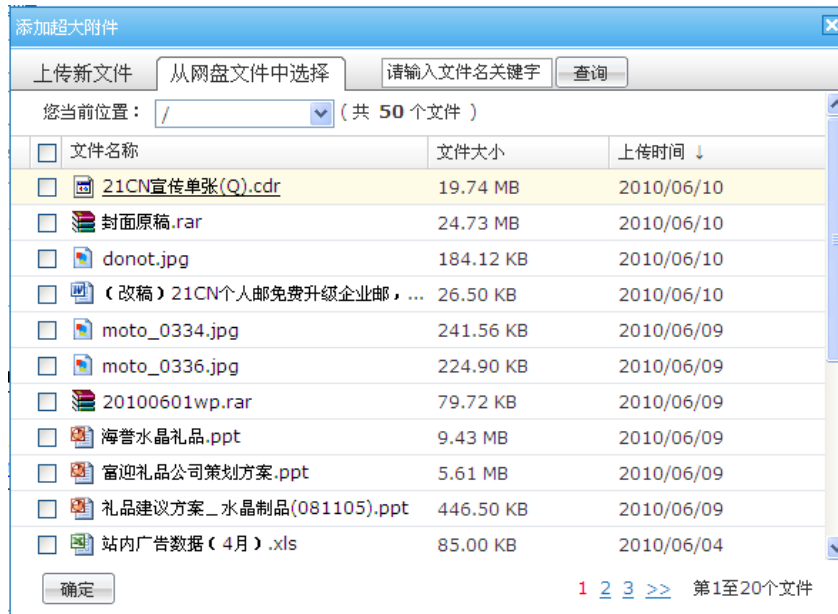 添加超大附件
上传新文件 从网盘文件中选择 请输入文件名关键字 查询
您当前位置： / （共 50 个文件 ）
文件名称 文件大小 上传时间 ↓
21CN宣传单张(Q).cdr 19.74 MB 2010/06/10
封面原稿.rar 24.73 MB 2010/06/10
donot.jpg 184.12 KB 2010/06/10
（改稿）21CN个人邮免费升级企业邮，... 26.50 KB 2010/06/10
moto_0334.jpg 241.56 KB 2010/06/09
moto_0336.jpg 224.90 KB 2010/06/09
20100601wp.rar 79.72 KB 2010/06/09
海誉水晶礼品.ppt 9.43 MB 2010/06/09
富迎礼品公司策划方案.ppt 5.61 MB 2010/06/09
礼品建议方案_水晶制品(081105).ppt 446.50 KB 2010/06/09
站内广告数据（4月）.xls 85.00 KB 2010/06/04
确定 1 2 3 >> 第1至20个文件